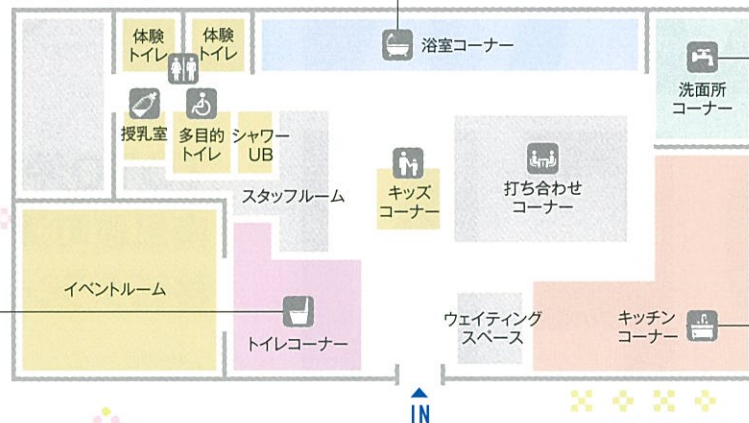 体験
トイレ
体験
トイレ
浴室コーナー
洗面所
コーナー
授乳室
多目的
トイレ
シャワー
UB
スタッフルーム
キッズ
コーナー
打ち合わせ
コーナー
イベントルーム
トイレコーナー
ウェイティング
スペース
キッチン
コーナー
IN